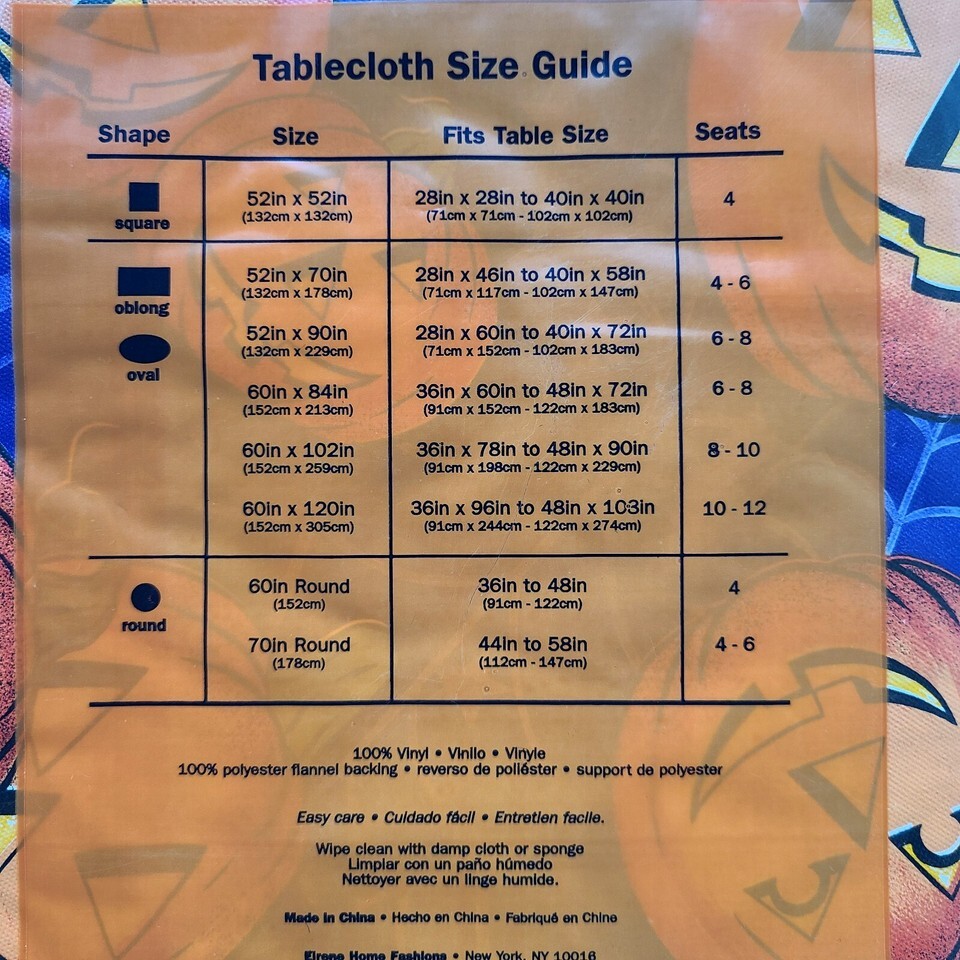 Tablecloth Size Guide
Shape Size Fits Table Size Seats
square 52in x 52in 28in x 28in to 40in x 40in 4
(132cm x 132cm) (71cm x 71cm - 102cm x 102cm)
oblong 52in x 70in 28in x 46in to 40in x 58in 4 - 6
(132cm x 178cm) (71cm x 117cm - 102cm x 147cm)
oval 52in x 90in 28in x 60in to 40in x 72in 6 - 8
(132cm x 229cm) (71cm x 152cm - 102cm x 183cm)
60in x 84in 36in x 60in to 48in x 72in 6 - 8
(152cm x 213cm) (91cm x 152cm - 122cm x 183cm)
60in x 102in 36in x 78in to 48in x 90in 8 - 10
(152cm x 259cm) (91cm x 198cm - 122cm x 229cm)
60in x 120in 36in x 96in to 48in x 103in 10 - 12
(152cm x 305cm) (91cm x 244cm - 122cm x 274cm)
round 60in Round 36in to 48in 4
(152cm) (91cm - 122cm)
70in Round 44in to 58in 4 - 6
(178cm) (112cm - 147cm)
100% Vinyl • Vinilo • Vinyle
100% polyester flannel backing • reverso de poliéster • support de polyester
Easy care • Cuidado fácil • Entretien facile.
Wipe clean with damp cloth or sponge
Limpiar con un paño húmedo
Nettoyer avec un linge humide.
Made in China • Hecho en China • Fabriqué en Chine
Elrene Home Fashions • New York, NY 10016